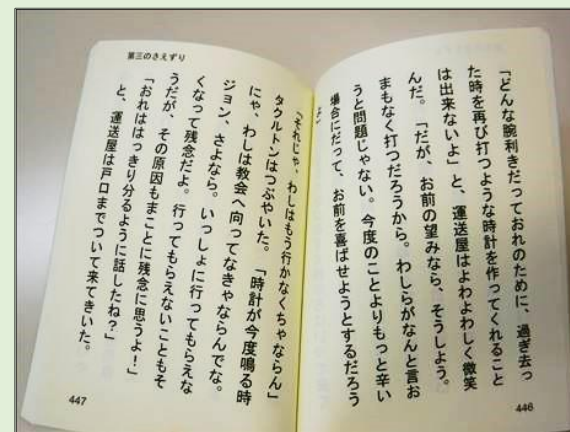 「どんな腕利きだっておれのために、過ぎ去っ
た時を再び打つような時計を作ってくれること
は出来ないよ」と、運送屋はよわよわしく微笑
んだ。「だが、お前の望みなら、そうしよう。
まもなく打つだろうから。わしらがなんと言お
うと問題じゃない。今度のことよりもっと辛い
場合にだって、お前を喜ばせようとするだろう
446
第三のさえずり
「それじゃ、わしはもう行かなくちゃならん」
タクルトンはつぶやいた。「時計が今度鳴る時
にゃ、わしは教会へ向ってなきゃならんでな。
ジョン、さよなら。いっしょに行ってもらえな
くなって残念だよ。行ってもらえないこともそ
うだが、その原因もまことに残念に思うよ！」
「おれははっきり分るように話したね？」
と、運送屋は戸口までついて来てきいた。
447